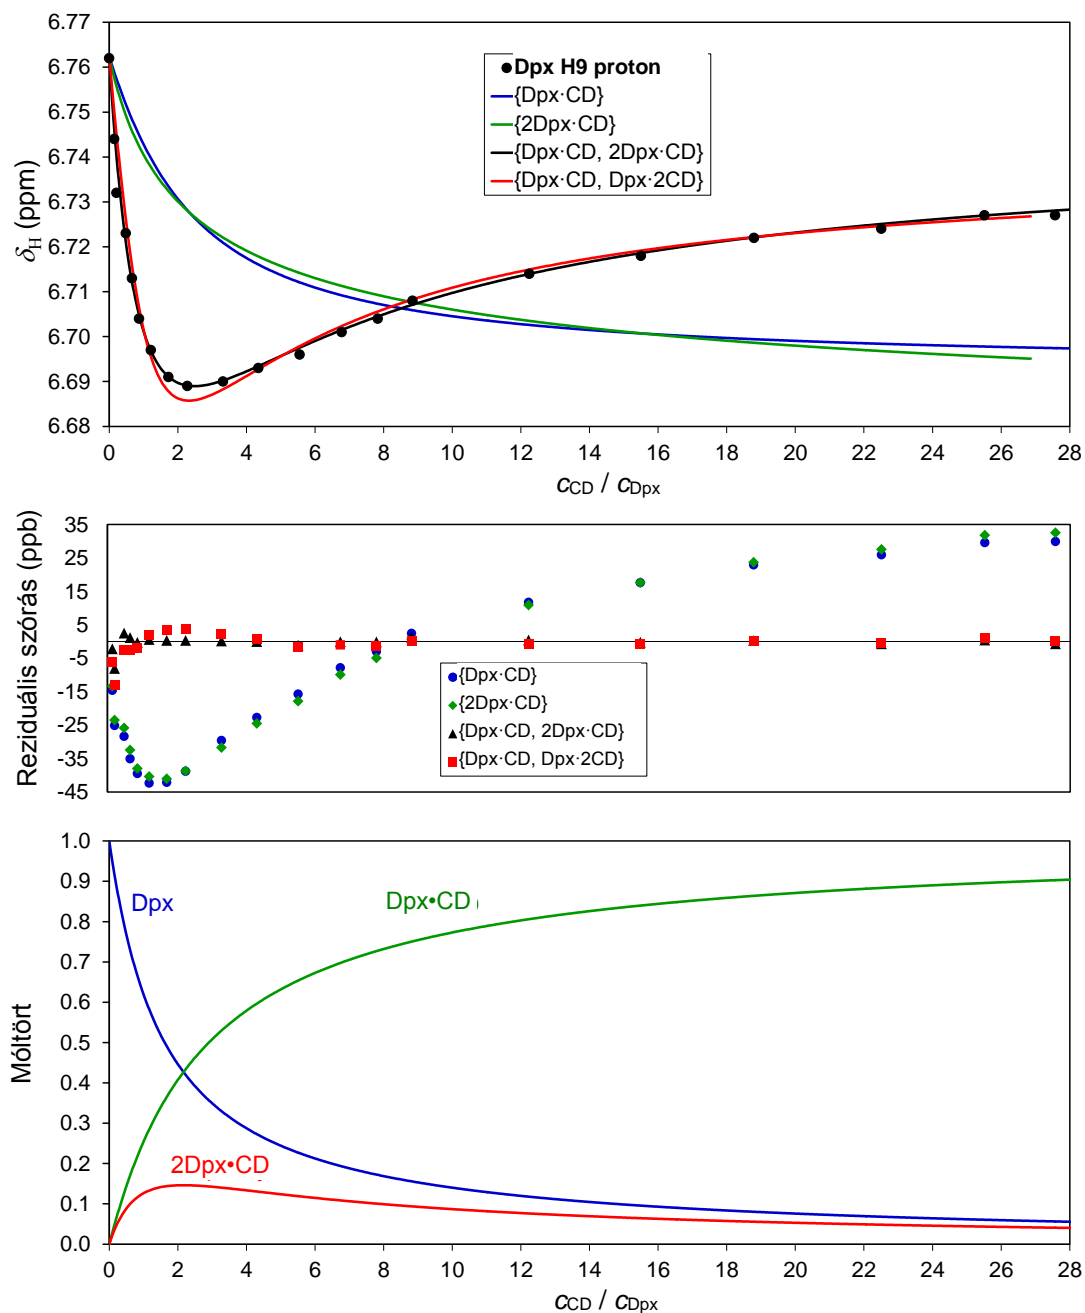 6.77
6.76
6.75
6.74
6.73
6.72
6.71
6.70
6.69
6.68
δH (ppm)
Dpx H9 proton
{Dpx·CD}
{2Dpx·CD}
{Dpx·CD, 2Dpx·CD}
{Dpx·CD, Dpx·2CD}
0 2 4 6 8 10 12 14 16 18 20 22 24 26 28
cCD / cDpx
Reziduális szórás (ppb)
35
25
15
5
-5
-15
-25
-35
-45
{Dpx·CD}
{2Dpx·CD}
{Dpx·CD, 2Dpx·CD}
{Dpx·CD, Dpx·2CD}
Móltört
1.0
0.9
0.8
0.7
0.6
0.5
0.4
0.3
0.2
0.1
0.0
Dpx
Dpx•CD
2Dpx•CD
0 2 4 6 8 10 12 14 16 18 20 22 24 26 28
cCD / cDpx